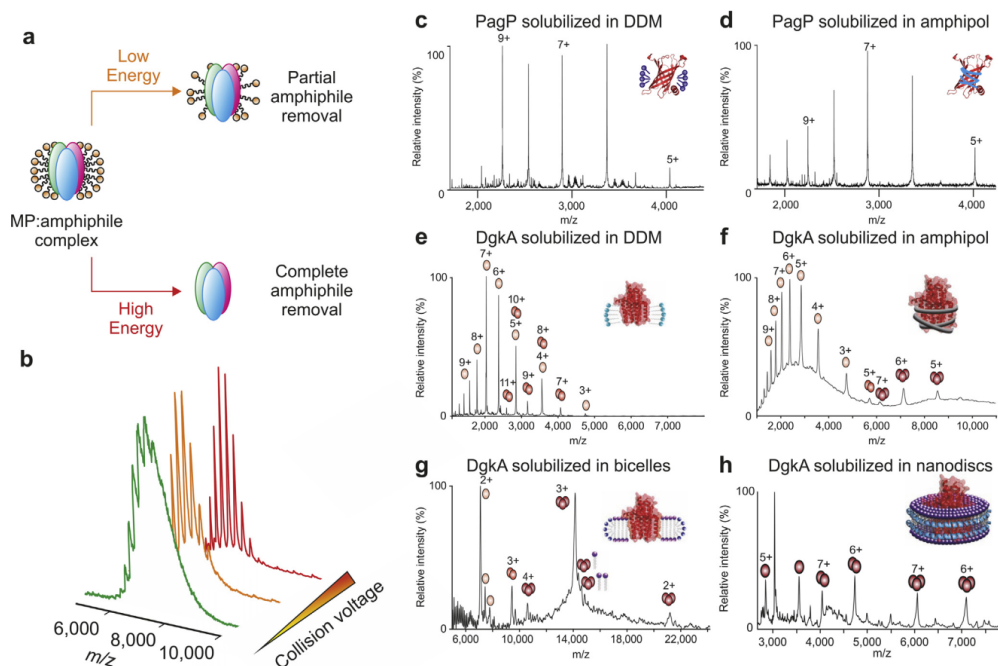 a
Low
Energy
Partial
amphiphile
removal
MP:amphiphile
complex
High
Energy
Complete
amphiphile
removal
b
6,000
8,000
10,000
m/z
Collision voltage
c
PagP solubilized in DDM
100
9+
7+
5+
0
Relative intensity (%)
2,000
3,000
4,000
m/z
d
PagP solubilized in amphipol
100
7+
9+
5+
0
Relative intensity (%)
2,000
3,000
4,000
m/z
e
DgkA solubilized in DDM
7+
100
6+
10+
5+
8+
8+
4+
9+
11+
9+
7+
3+
0
Relative intensity (%)
2,000
3,000
4,000
5,000
6,000
7,000
m/z
f
DgkA solubilized in amphipol
100
6+
5+
7+
8+
4+
9+
3+
5+
7+
6+
5+
0
Relative intensity (%)
2,000
4,000
6,000
8,000
10,000
m/z
g
DgkA solubilized in bicelles
100
2+
3+
3+
4+
2+
0
Relative intensity (%)
6,000
10,000
14,000
18,000
22,000
m/z
h
DgkA solubilized in nanodiscs
100
5+
7+
6+
7+
6+
0
Relative intensity (%)
3,000
4,000
5,000
6,000
7,000
m/z